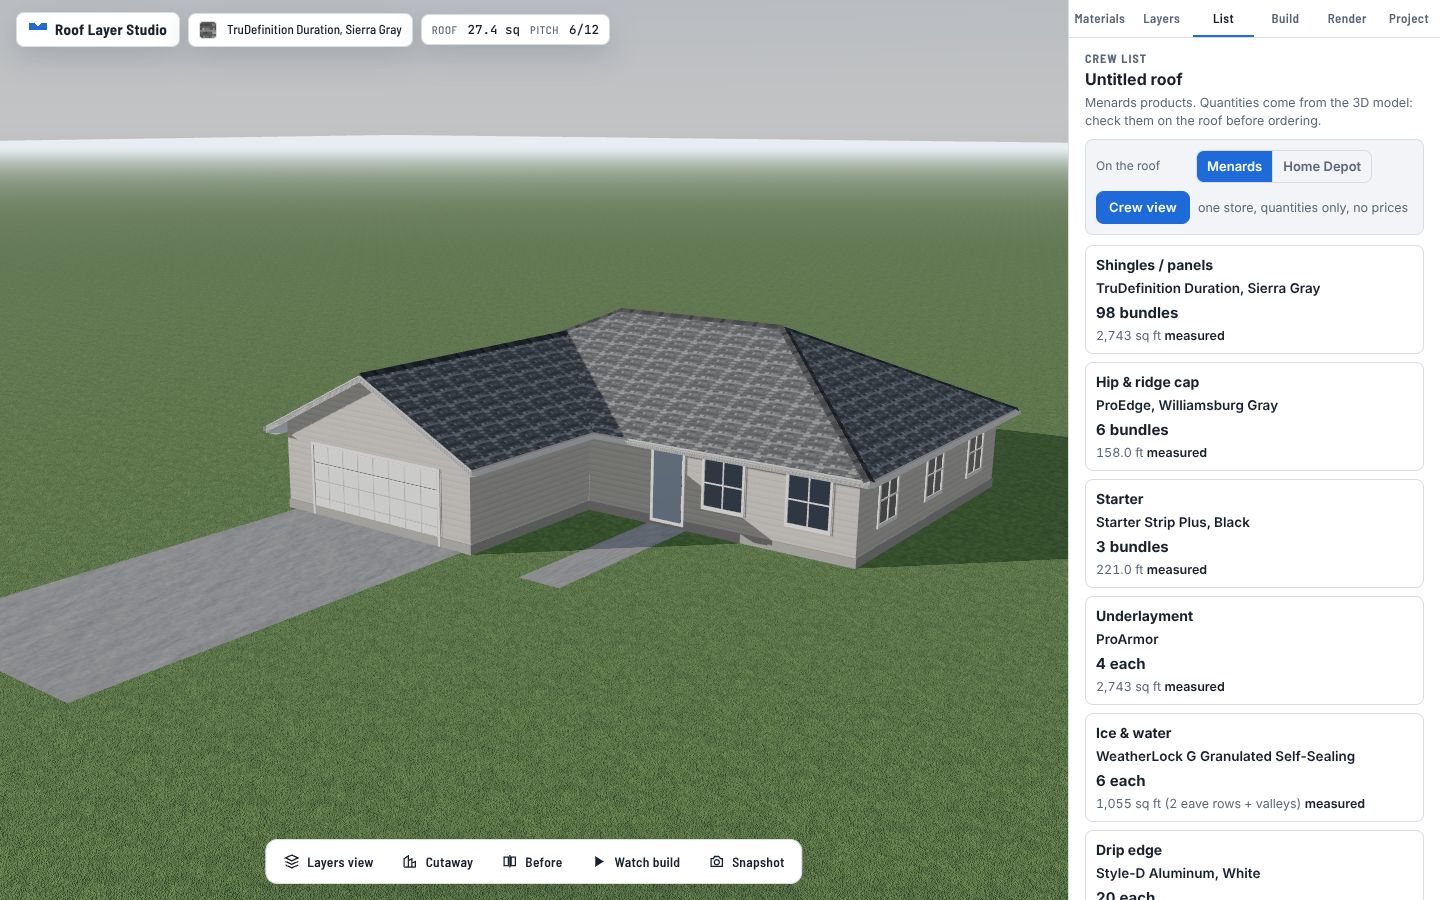 Roof Layer Studio
TruDefinition Duration, Sierra Gray
ROOF 27.4 sq PITCH 6/12
Materials Layers List Build Render Project
CREW LIST
Untitled roof
Menards products. Quantities come from the 3D model:
check them on the roof before ordering.
On the roof Menards Home Depot
Crew view one store, quantities only, no prices
Shingles / panels
TruDefinition Duration, Sierra Gray
98 bundles
2,743 sq ft measured
Hip & ridge cap
ProEdge, Williamsburg Gray
6 bundles
158.0 ft measured
Starter
Starter Strip Plus, Black
3 bundles
221.0 ft measured
Underlayment
ProArmor
4 each
2,743 sq ft measured
Ice & water
WeatherLock G Granulated Self-Sealing
6 each
1,055 sq ft (2 eave rows + valleys) measured
Drip edge
Style-D Aluminum, White
20 each
Layers view Cutaway Before Watch build Snapshot